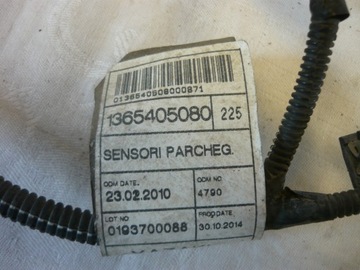 01365405080000871
1365405080 225
SENSORI PARCHEG.
COM DATE. COM NO
23.02.2010 4790
LOT NO PROD.DATE.
0193700088 30.10.2014